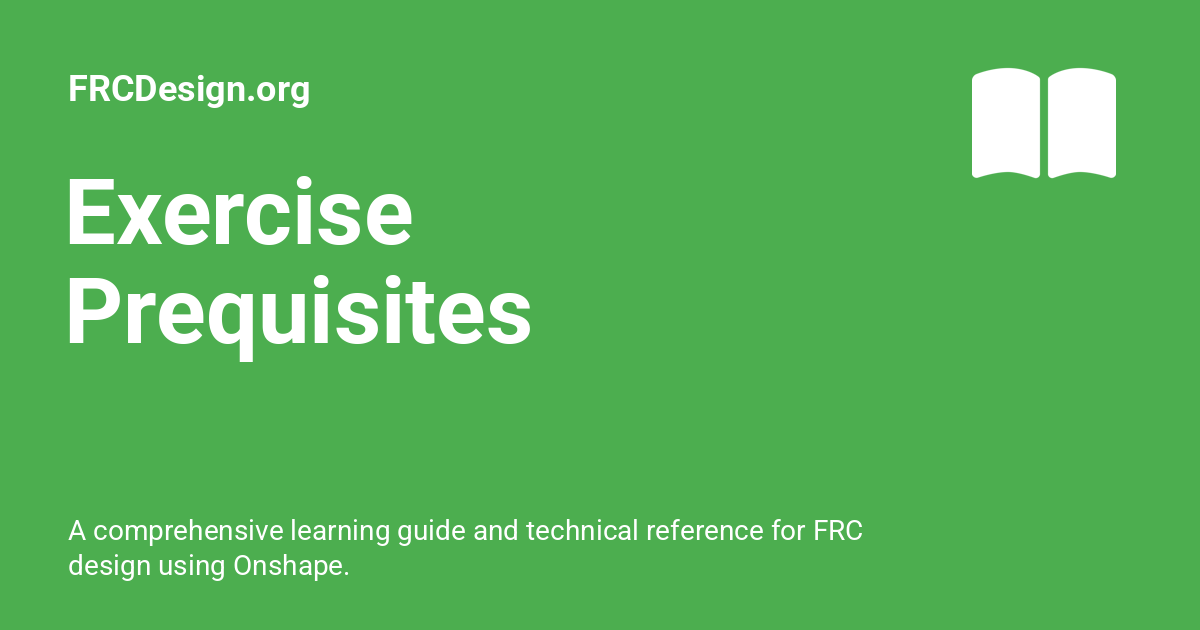 FRCDesign.org
Exercise
Prequisites
A comprehensive learning guide and technical reference for FRC
design using Onshape.